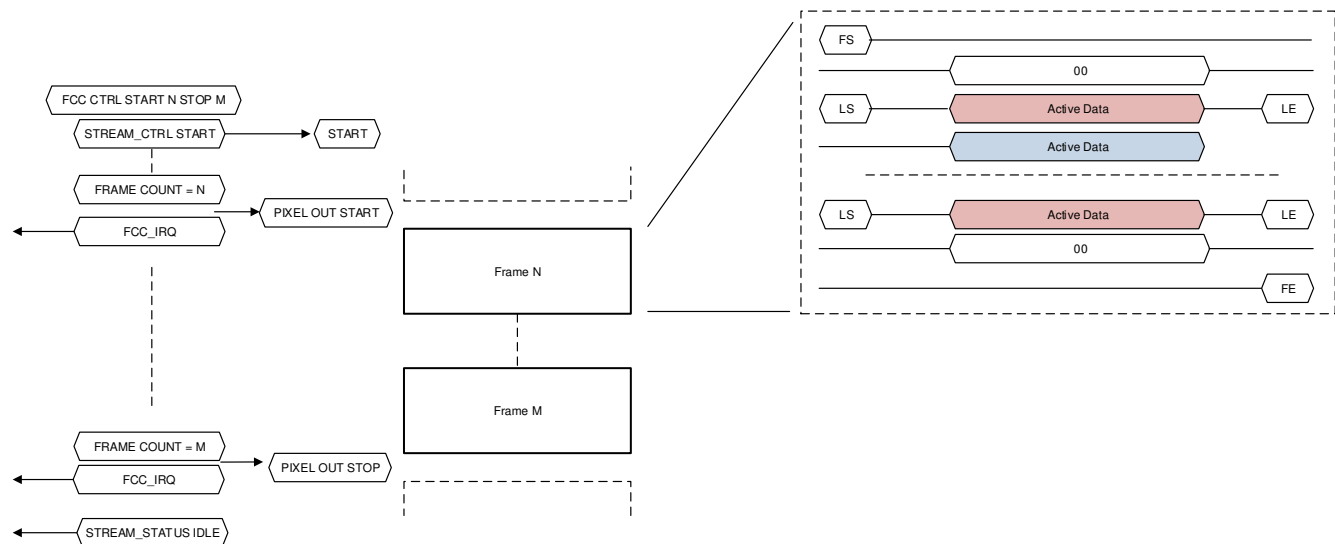 FCC CTRL START N STOP M
STREAM_CTRL START
START
FRAME COUNT = N
PIXEL OUT START
FCC_IRQ
Frame N
Frame M
FRAME COUNT = M
PIXEL OUT STOP
FCC_IRQ
STREAM_STATUS IDLE
FS
00
LS
Active Data
LE
Active Data
LS
Active Data
LE
00
FE